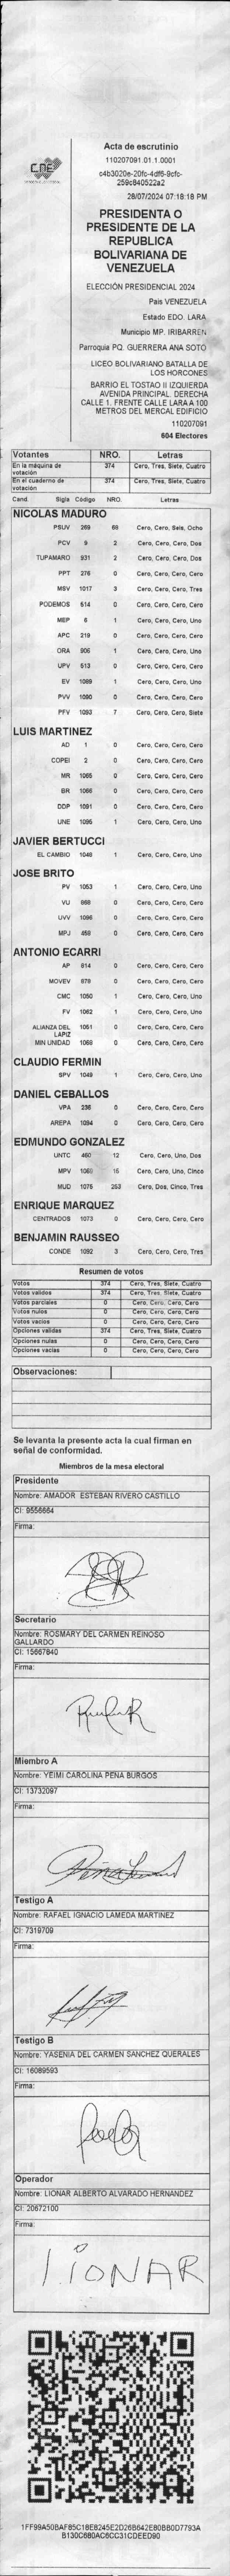 CNE
Acta de escrutinio
110207091.01.1.0001
c4b3020e-20fc-4df6-9cfc-
259c840522a2
28/07/2024 07:18:18 PM
PRESIDENTA O
PRESIDENTE DE LA
REPUBLICA
BOLIVARIANA DE
VENEZUELA
ELECCIÓN PRESIDENCIAL 2024
Pais VENEZUELA
Estado EDO. LARA
Municipio MP. IRIBARREN
Parroquia PQ. GUERRERA ANA SOTO
LICEO BOLIVARIANO BATALLA DE
LOS HORCONES
BARRIO EL TOSTAO II IZQUIERDA
AVENIDA PRINCIPAL. DERECHA
CALLE 1. FRENTE CALLE LARA A 100
METROS DEL MERCAL EDIFICIO
110207091
604 Electores
Votantes NRO. Letras
En la máquina de votación 374 Cero, Tres, Siete, Cuatro
En el cuaderno de votación 374 Cero, Tres, Siete, Cuatro
Cand. Sigla Código NRO. Letras
NICOLAS MADURO
PSUV 269 68 Cero, Cero, Seis, Ocho
PCV 9 2 Cero, Cero, Cero, Dos
TUPAMARO 931 2 Cero, Cero, Cero, Dos
PPT 276 0 Cero, Cero, Cero, Cero
MSV 1017 3 Cero, Cero, Cero, Tres
PODEMOS 514 0 Cero, Cero, Cero, Cero
MEP 6 1 Cero, Cero, Cero, Uno
APC 219 0 Cero, Cero, Cero, Cero
ORA 906 1 Cero, Cero, Cero, Uno
UPV 513 0 Cero, Cero, Cero, Cero
EV 1089 1 Cero, Cero, Cero, Uno
PVV 1090 0 Cero, Cero, Cero, Cero
PFV 1093 7 Cero, Cero, Cero, Siete
LUIS MARTINEZ
AD 1 0 Cero, Cero, Cero, Cero
COPEI 2 0 Cero, Cero, Cero, Cero
MR 1065 0 Cero, Cero, Cero, Cero
BR 1066 0 Cero, Cero, Cero, Cero
DDP 1091 0 Cero, Cero, Cero, Cero
UNE 1095 1 Cero, Cero, Cero, Uno
JAVIER BERTUCCI
EL CAMBIO 1046 1 Cero, Cero, Cero, Uno
JOSE BRITO
PV 1053 1 Cero, Cero, Cero, Uno
VU 868 0 Cero, Cero, Cero, Cero
UVV 1096 0 Cero, Cero, Cero, Cero
MPJ 459 0 Cero, Cero, Cero, Cero
ANTONIO ECARRI
AP 814 0 Cero, Cero, Cero, Cero
MOVEV 678 0 Cero, Cero, Cero, Cero
CMC 1050 1 Cero, Cero, Cero, Uno
FV 1062 1 Cero, Cero, Cero, Uno
ALIANZA DEL LAPIZ 1051 0 Cero, Cero, Cero, Cero
MIN UNIDAD 1068 0 Cero, Cero, Cero, Cero
CLAUDIO FERMIN
SPV 1049 1 Cero, Cero, Cero, Uno
DANIEL CEBALLOS
VPA 236 0 Cero, Cero, Cero, Cero
AREPA 1094 0 Cero, Cero, Cero, Cero
EDMUNDO GONZALEZ
UNTC 460 12 Cero, Cero, Uno, Dos
MPV 1060 15 Cero, Cero, Uno, Cinco
MUD 1075 253 Cero, Dos, Cinco, Tres
ENRIQUE MARQUEZ
CENTRADOS 1073 0 Cero, Cero, Cero, Cero
BENJAMIN RAUSSEO
CONDE 1092 3 Cero, Cero, Cero, Tres
Resumen de votos
Votos 374 Cero, Tres, Siete, Cuatro
Votos validos 374 Cero, Tres, Siete, Cuatro
Votos parciales 0 Cero, Cero, Cero, Cero
Votos nulos 0 Cero, Cero, Cero, Cero
Votos vacios 0 Cero, Cero, Cero, Cero
Opciones validas 374 Cero, Tres, Siete, Cuatro
Opciones nulas 0 Cero, Cero, Cero, Cero
Opciones vacias 0 Cero, Cero, Cero, Cero
Observaciones:
Se levanta la presente acta la cual firman en
señal de conformidad.
Miembros de la mesa electoral
Presidente
Nombre: AMADOR ESTEBAN RIVERO CASTILLO
CI: 9556664
Firma:
Secretario
Nombre: ROSMARY DEL CARMEN REINOSO
GALLARDO
CI: 15667840
Firma:
Miembro A
Nombre: YEIMI CAROLINA PENA BURGOS
CI: 13732097
Firma:
Testigo A
Nombre: RAFAEL IGNACIO LAMEDA MARTINEZ
CI: 7319709
Firma:
Testigo B
Nombre: YASENIA DEL CARMEN SANCHEZ QUERALES
CI: 16089593
Firma:
Operador
Nombre: LIONAR ALBERTO ALVARADO HERNANDEZ
CI: 20672100
Firma:
LIONAR
1FF99A50BAF85C18E8245E2D26B642E80BB0D7793A
B130C680AC6CC31CDEED90